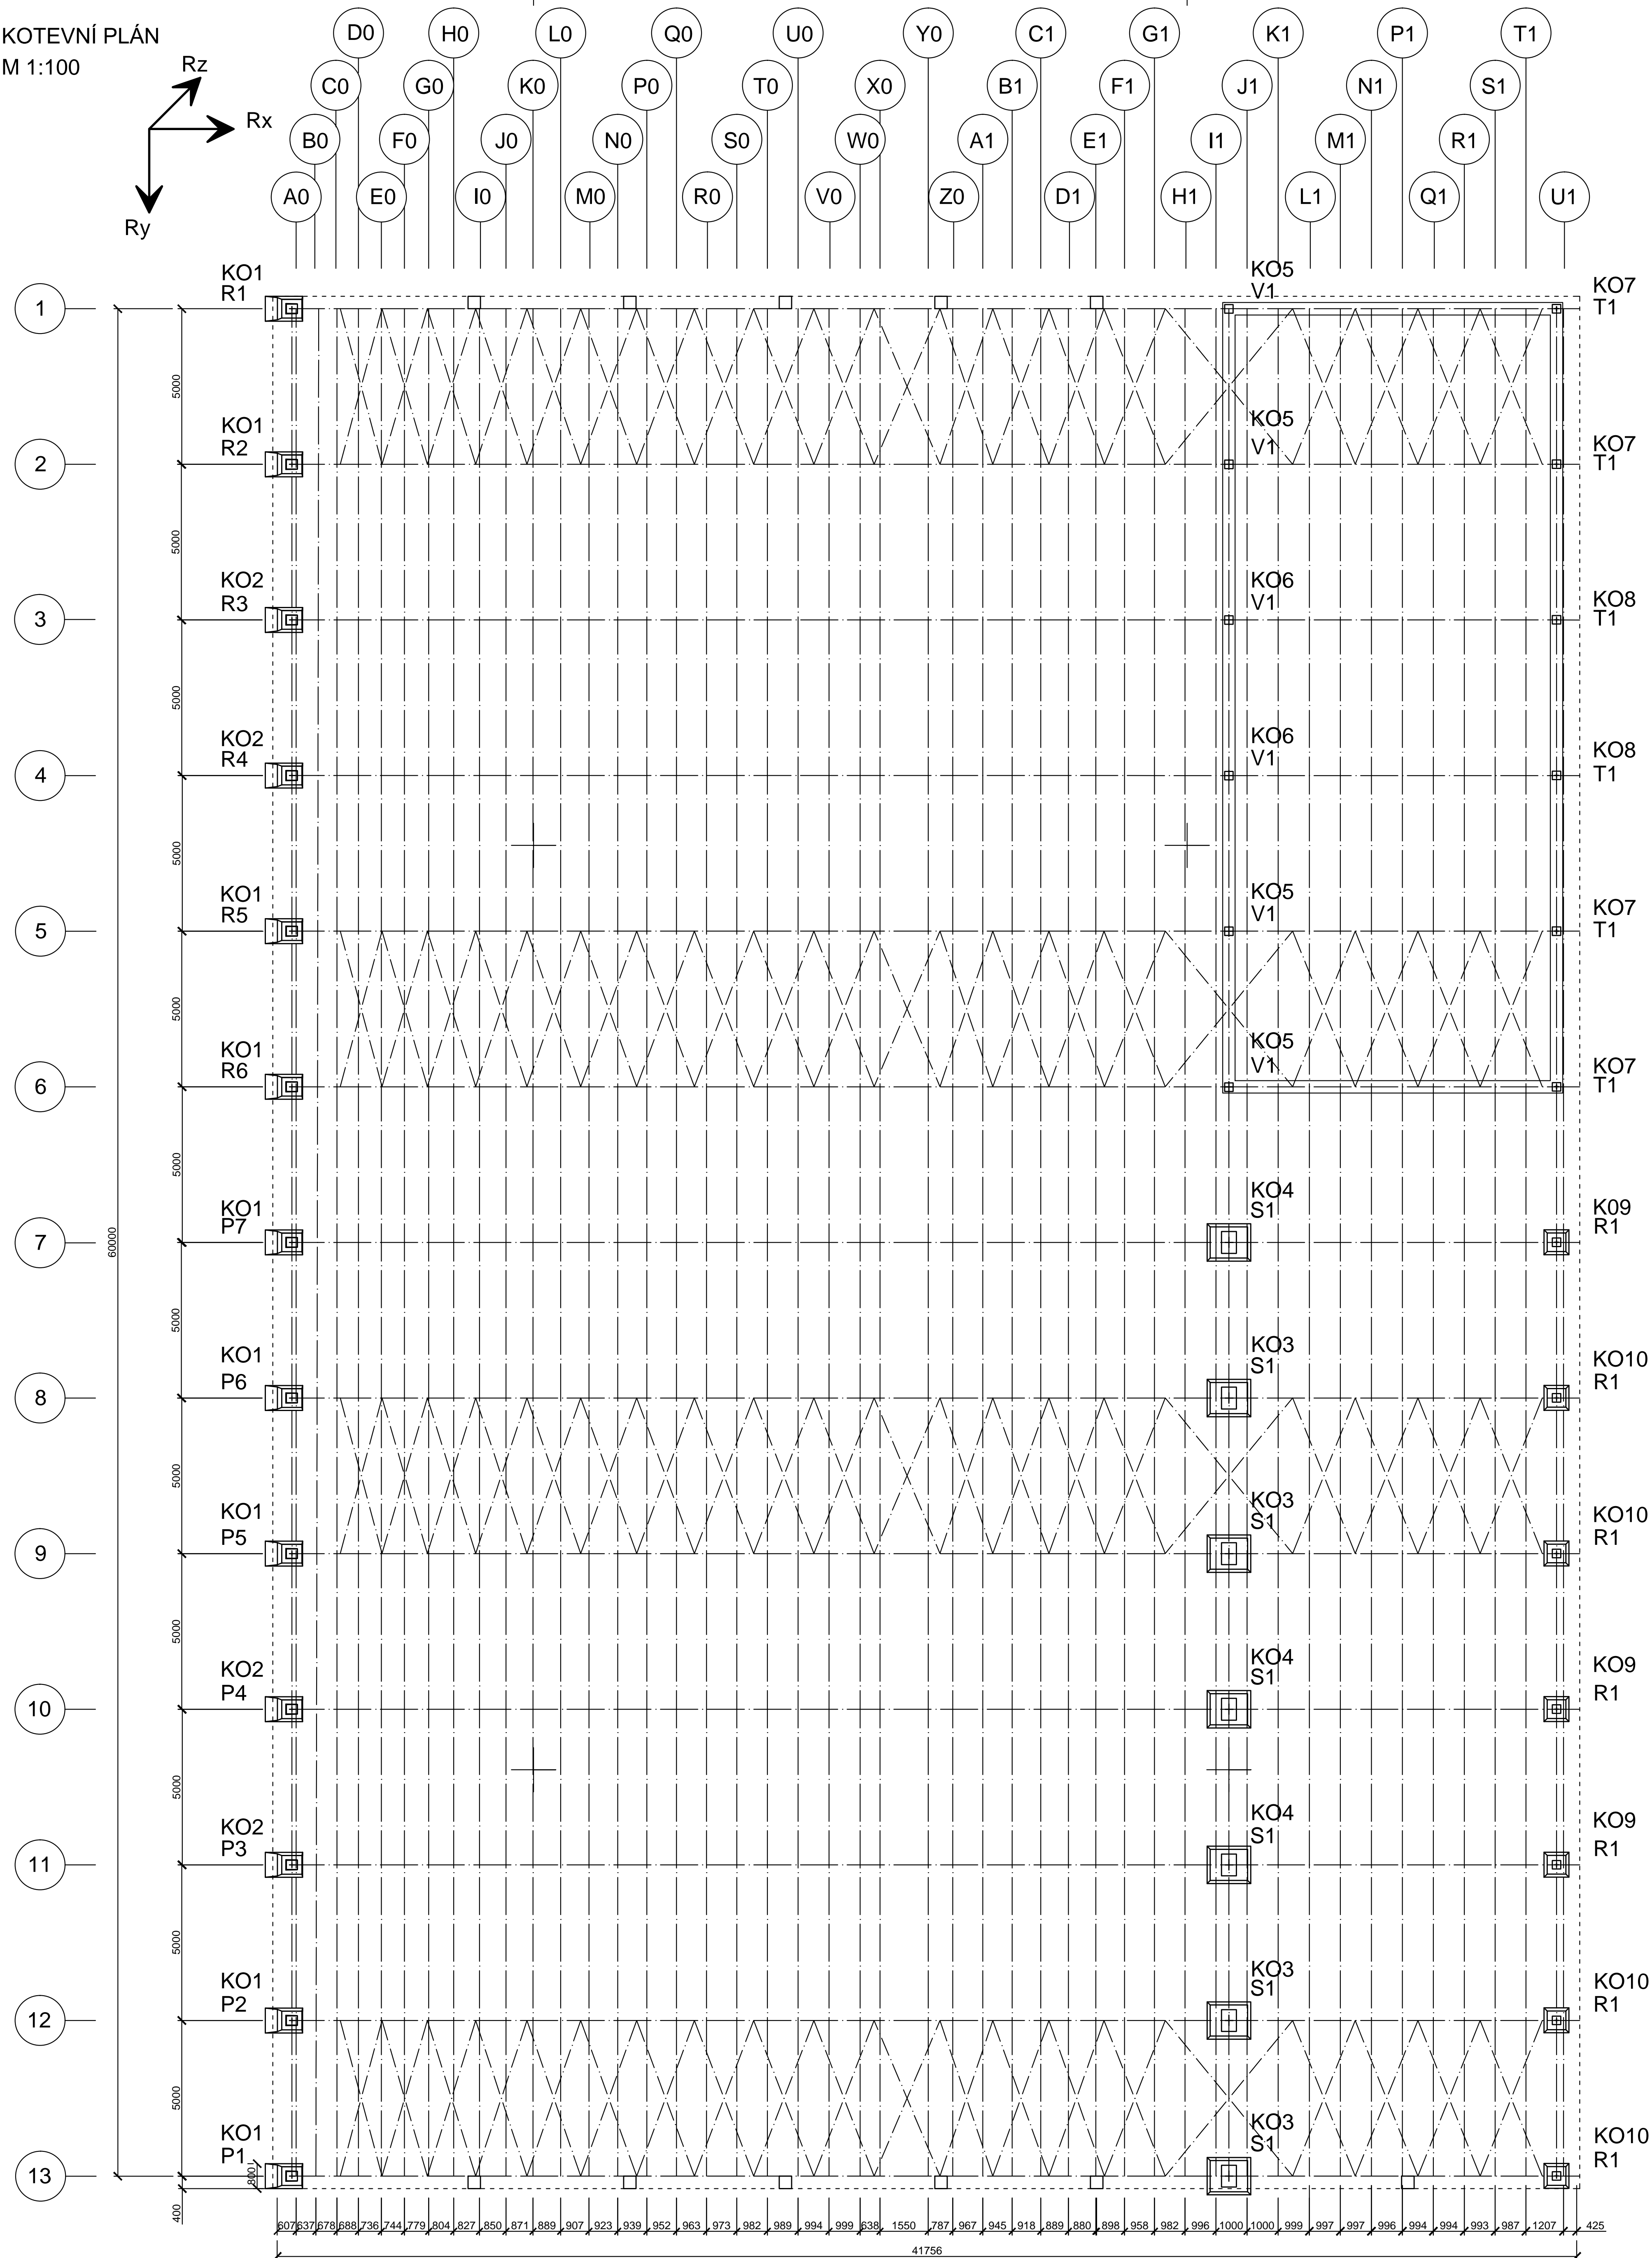 KOTEVNÍ PLÁN
M 1:100
Rz
Rx
Ry
D0 H0 L0 Q0 U0 Y0 C1 G1 K1 P1 T1
C0 G0 K0 P0 T0 X0 B1 F1 J1 N1 S1
B0 F0 J0 N0 S0 W0 A1 E1 I1 M1 R1
A0 E0 I0 M0 R0 V0 Z0 D1 H1 L1 Q1 U1
KO1 KO5 KO7
1 R1 V1 T1
5000
KO1 KO5 KO7
2 R2 V1 T1
5000
KO2 KO6 KO8
3 R3 V1 T1
5000
KO2 KO6 KO8
4 R4 V1 T1
5000
KO1 KO5 KO7
5 R5 V1 T1
5000
KO1 KO5 KO7
6 R6 V1 T1
5000
KO1 KO4 K09
7 P7 S1 R1
60000
5000
KO1 KO3 KO10
8 P6 S1 R1
5000
KO1 KO3 KO10
9 P5 S1 R1
5000
KO2 KO4 KO9
10 P4 S1 R1
5000
KO2 KO4 KO9
11 P3 S1 R1
5000
KO1 KO3 KO10
12 P2 S1 R1
5000
KO1 KO3 KO10
13 P1 S1 R1
800
400
607 637 678 688 736 744 779 804 827 850 871 889 907 923 939 952 963 973 982 989 994 999 638 1550 787 967 945 918 889 880 898 958 982 996 1000 1000 999 997 997 996 994 994 993 987 1207 425
41756